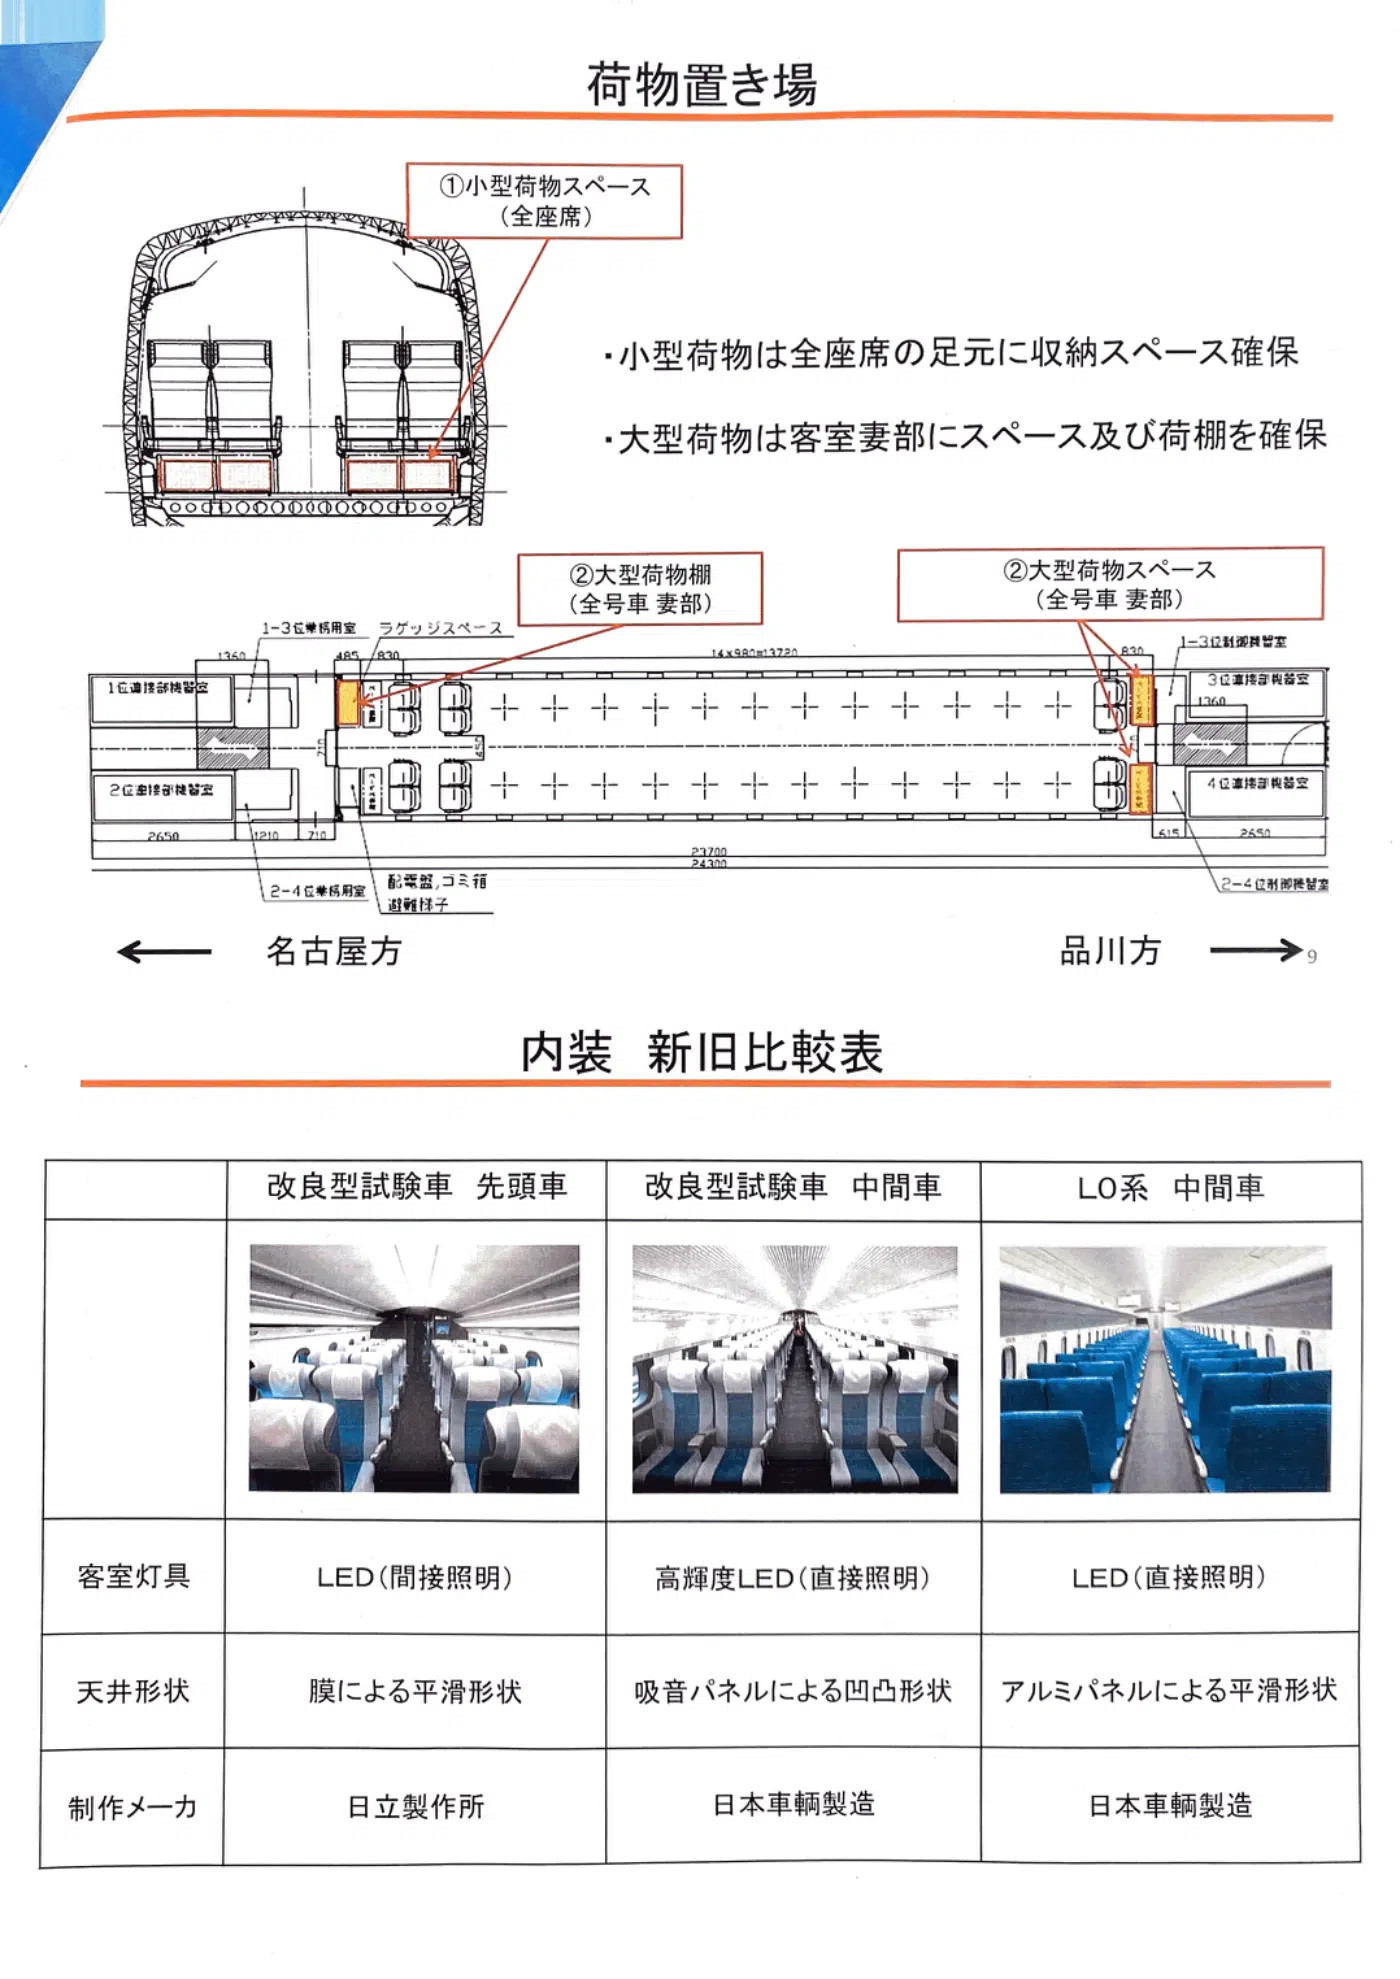 荷物置き場
①小型荷物スペース
（全座席）
・小型荷物は全座席の足元に収納スペース確保
・大型荷物は客室妻部にスペース及び荷棚を確保
②大型荷物棚
（全号車 妻部）
②大型荷物スペース
（全号車 妻部）
1-3位業務用室
ラゲッジスペース
1-3位制御機器室
1360
485
830
14×980=13720
830
1位連接部機器室
3位連接部機器室
1360
710
450
2位連接部機器室
4位連接部機器室
2650
1210
710
615
2650
23700
24300
2-4位業務用室
配電盤,ゴミ箱
避難梯子
2-4位制御機器室
← 名古屋方
品川方 →
9
内装　新旧比較表
改良型試験車　先頭車
改良型試験車　中間車
L0系　中間車
客室灯具
LED（間接照明）
高輝度LED（直接照明）
LED（直接照明）
天井形状
膜による平滑形状
吸音パネルによる凹凸形状
アルミパネルによる平滑形状
制作メーカ
日立製作所
日本車輌製造
日本車輌製造